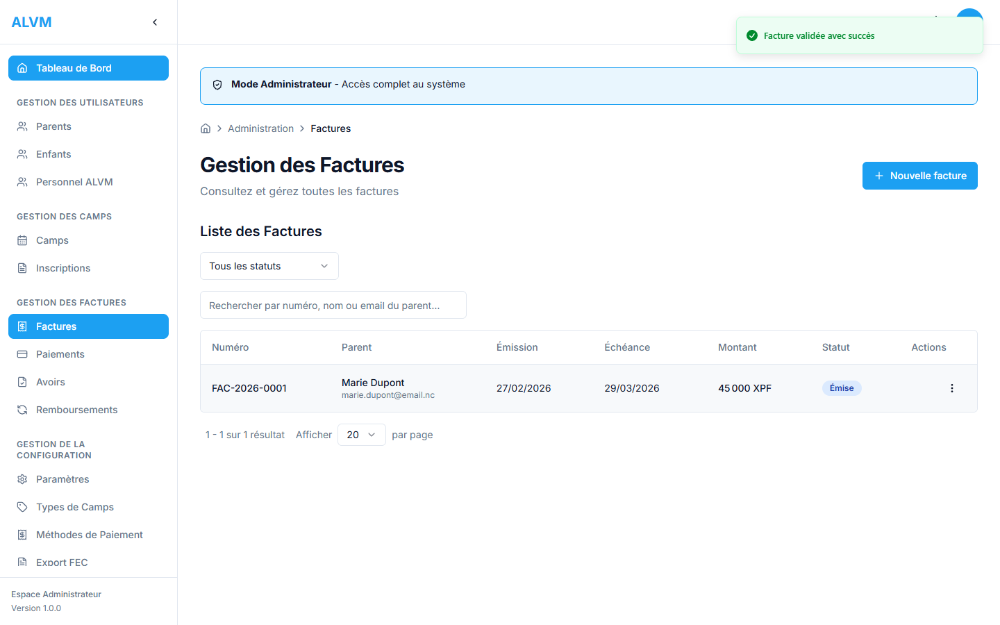 ALVM
Facture validée avec succès
Tableau de Bord
Mode Administrateur - Accès complet au système
GESTION DES UTILISATEURS
Parents
Enfants
Personnel ALVM
GESTION DES CAMPS
Camps
Inscriptions
GESTION DES FACTURES
Factures
Paiements
Avoirs
Remboursements
GESTION DE LA
CONFIGURATION
Paramètres
Types de Camps
Méthodes de Paiement
Export FEC
Espace Administrateur
Version 1.0.0
Administration
Factures
Gestion des Factures
Consultez et gérez toutes les factures
Nouvelle facture
Liste des Factures
Tous les statuts
Rechercher par numéro, nom ou email du parent...
Numéro Parent Émission Échéance Montant Statut Actions
FAC-2026-0001 Marie Dupont 27/02/2026 29/03/2026 45 000 XPF Émise
marie.dupont@email.nc
1 - 1 sur 1 résultat Afficher 20 par page